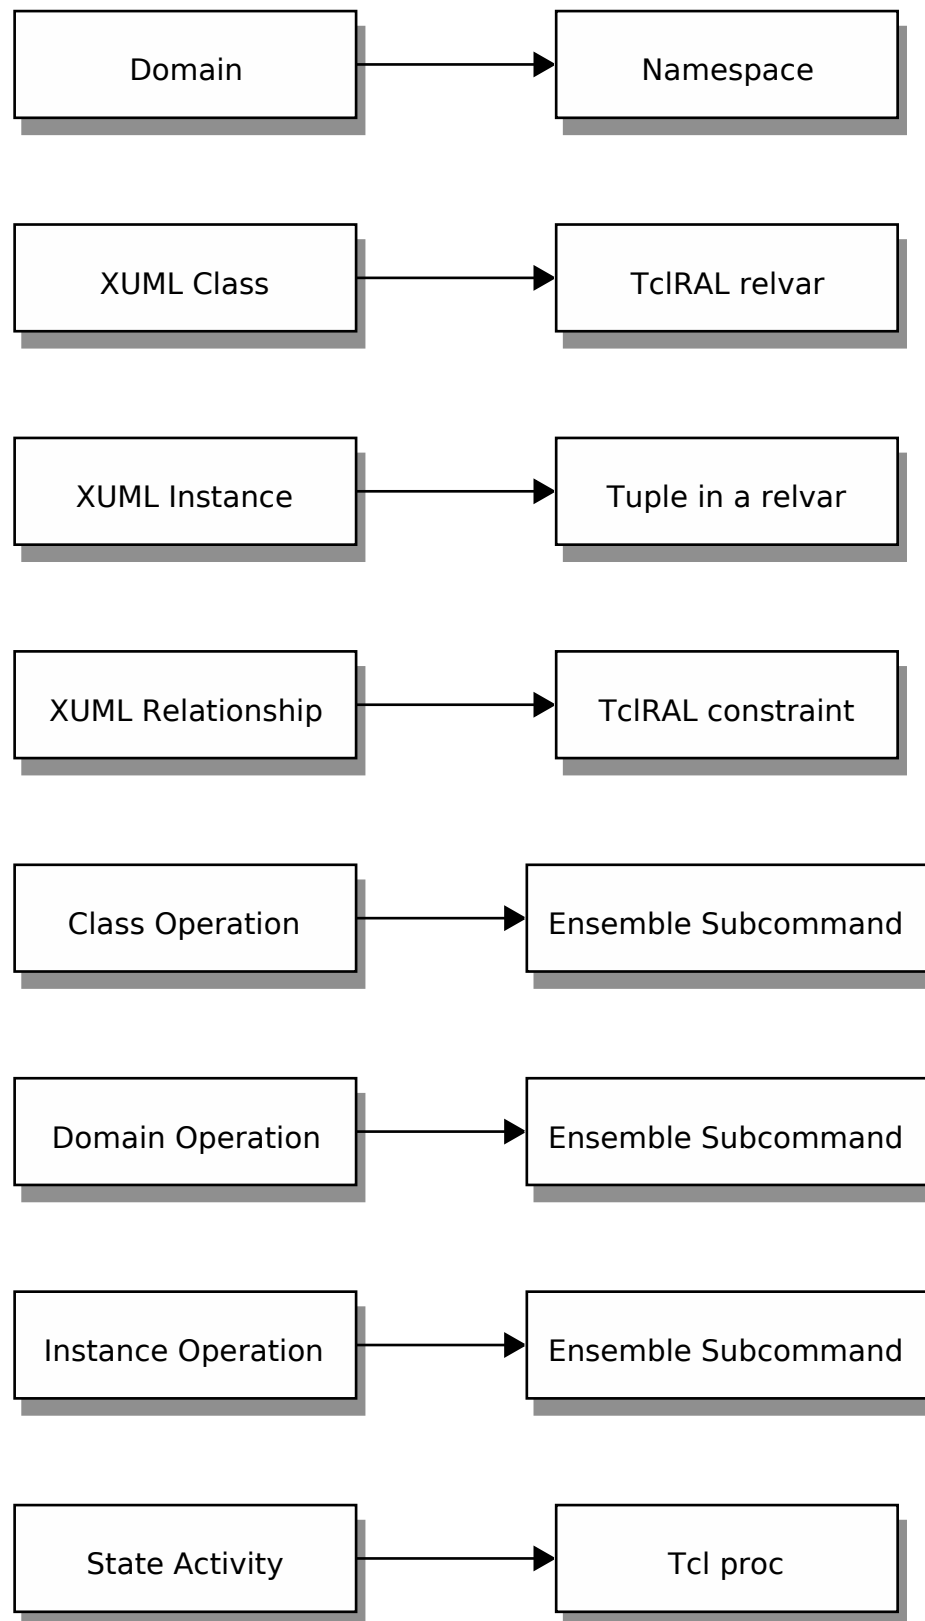 Domain
Namespace
XUML Class
TclRAL relvar
XUML Instance
Tuple in a relvar
XUML Relationship
TclRAL constraint
Class Operation
Ensemble Subcommand
Domain Operation
Ensemble Subcommand
Instance Operation
Ensemble Subcommand
State Activity
Tcl proc